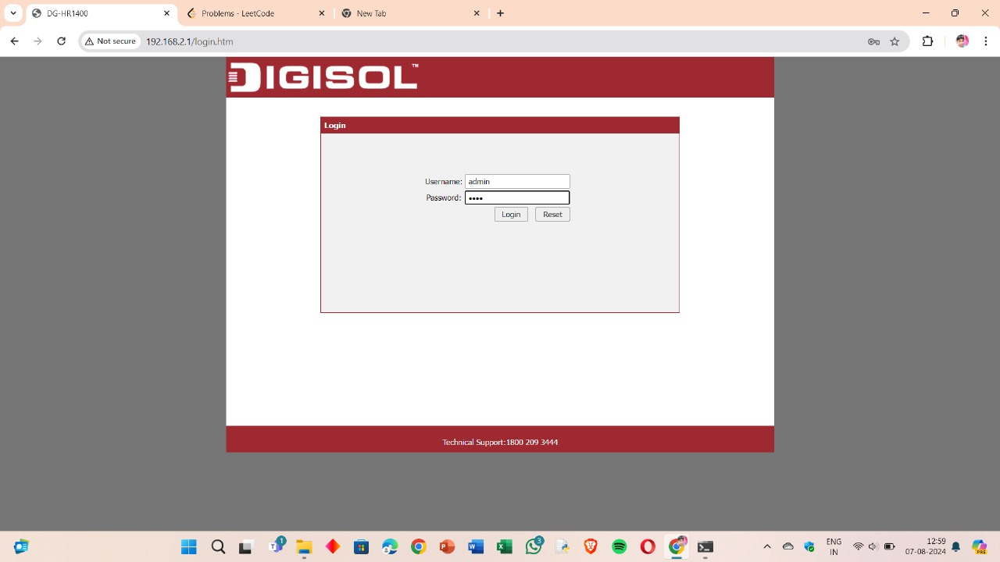 DG-HR1400
Problems - LeetCode
New Tab
Not secure
192.168.2.1/login.htm
DIGISOL™
Login
Username: admin
Password: ••••
Login Reset
Technical Support:1800 209 3444
1
3
ENG
IN
12:59
07-08-2024
PRE